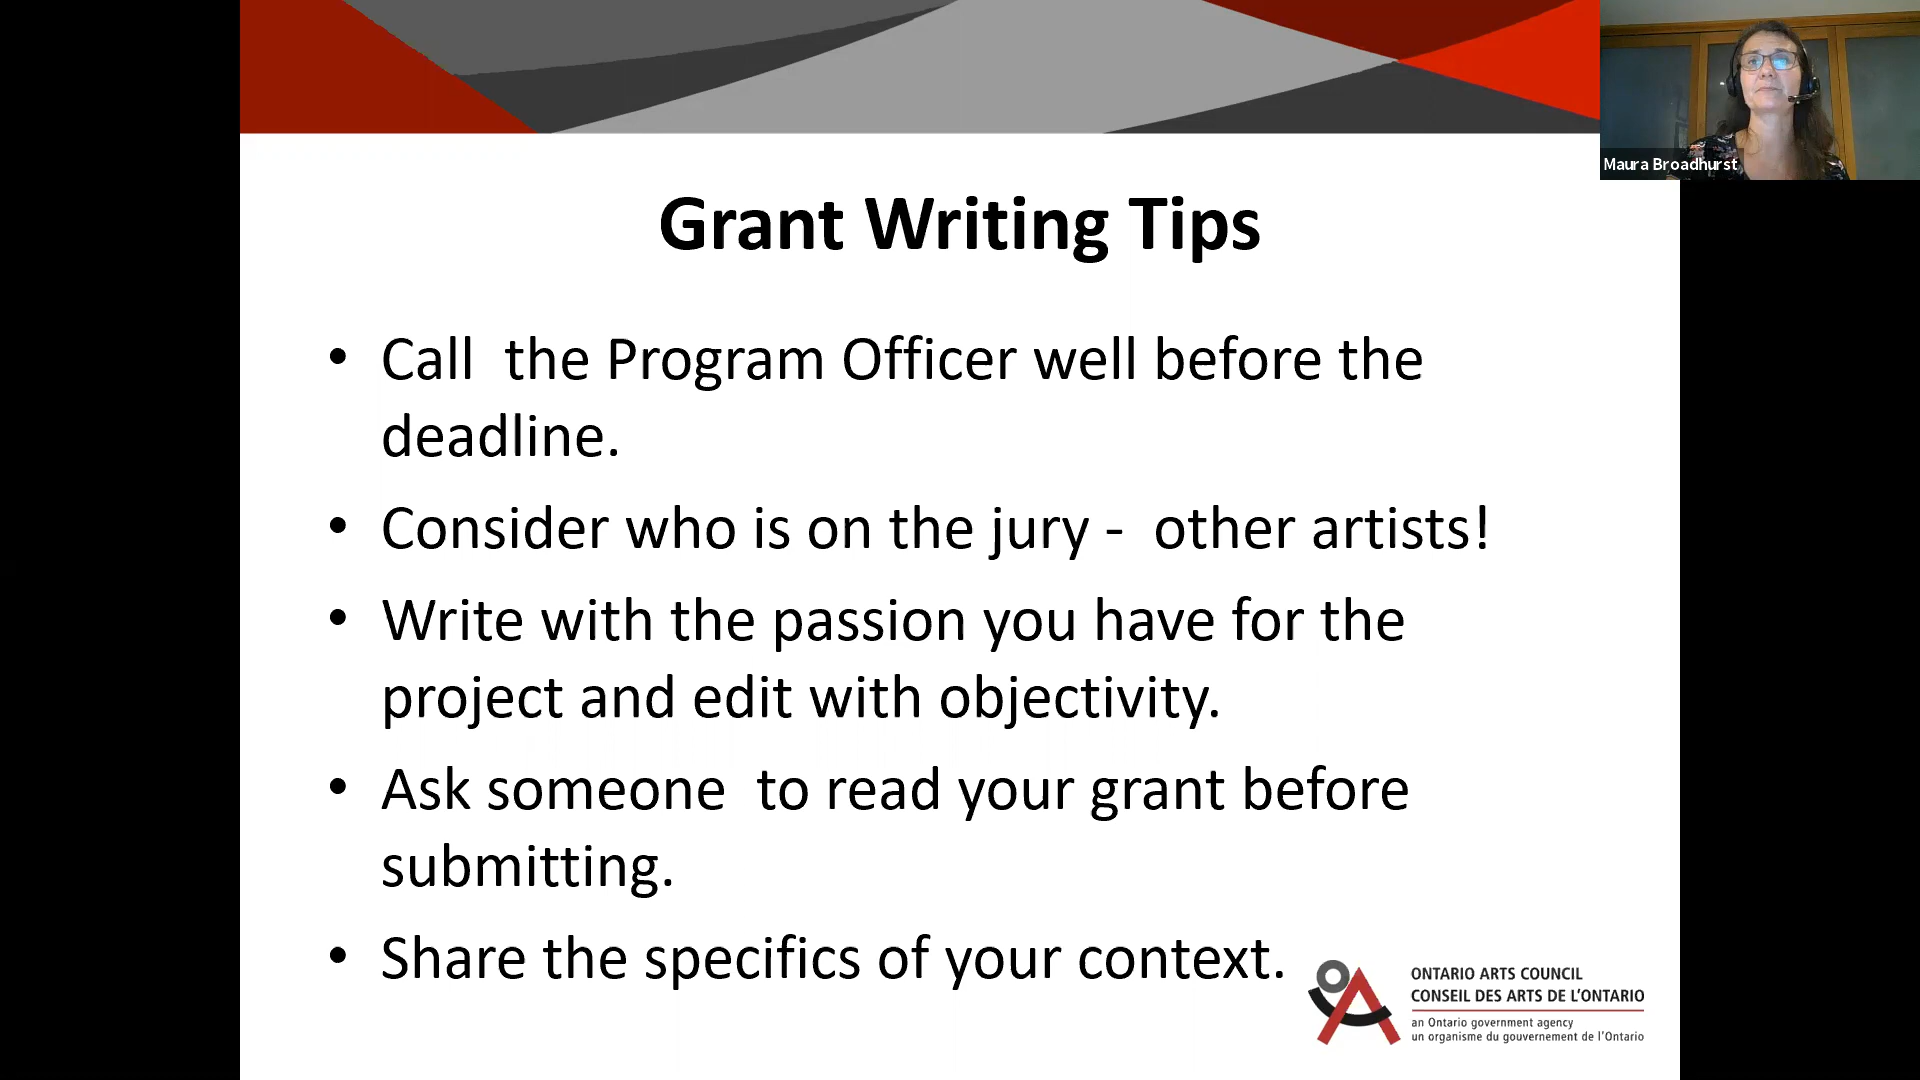 Maura Broadhurst
Grant Writing Tips
• Call  the Program Officer well before the
deadline.
• Consider who is on the jury -  other artists!
• Write with the passion you have for the
project and edit with objectivity.
• Ask someone  to read your grant before
submitting.
• Share the specifics of your context.
ONTARIO ARTS COUNCIL
CONSEIL DES ARTS DE L'ONTARIO
an Ontario government agency
un organisme du gouvernement de l'Ontario